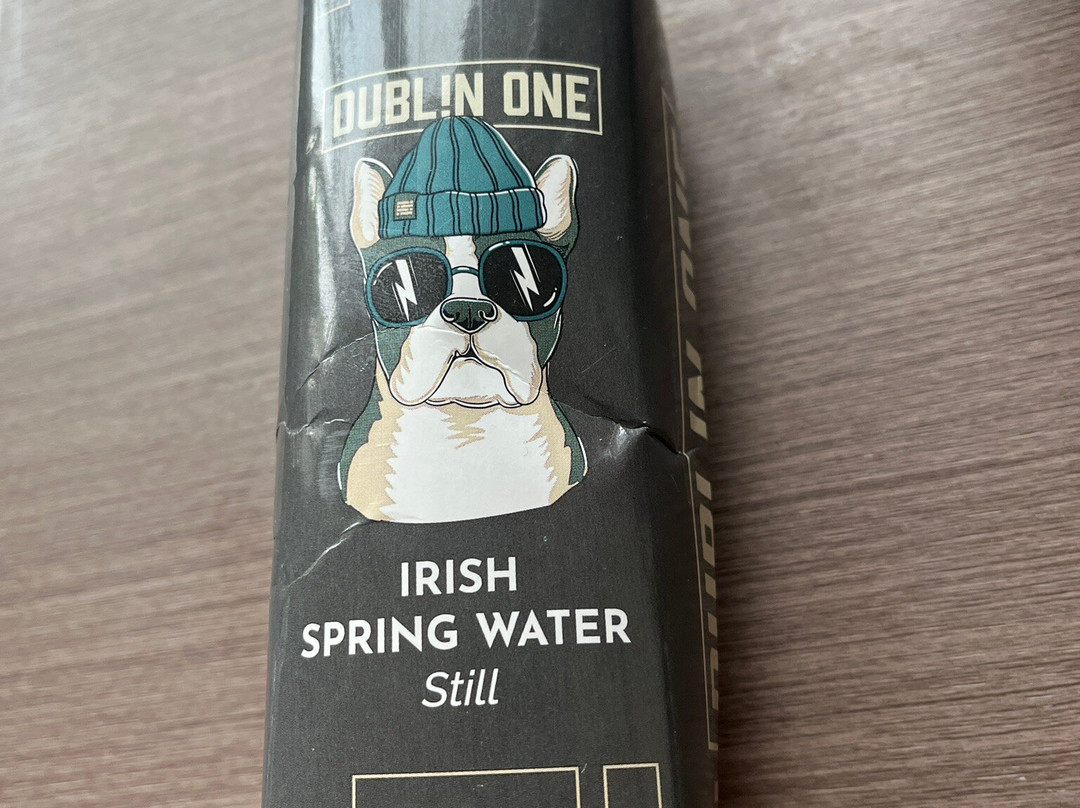 DUBL!N ONE
IRISH
SPRING WATER
Still